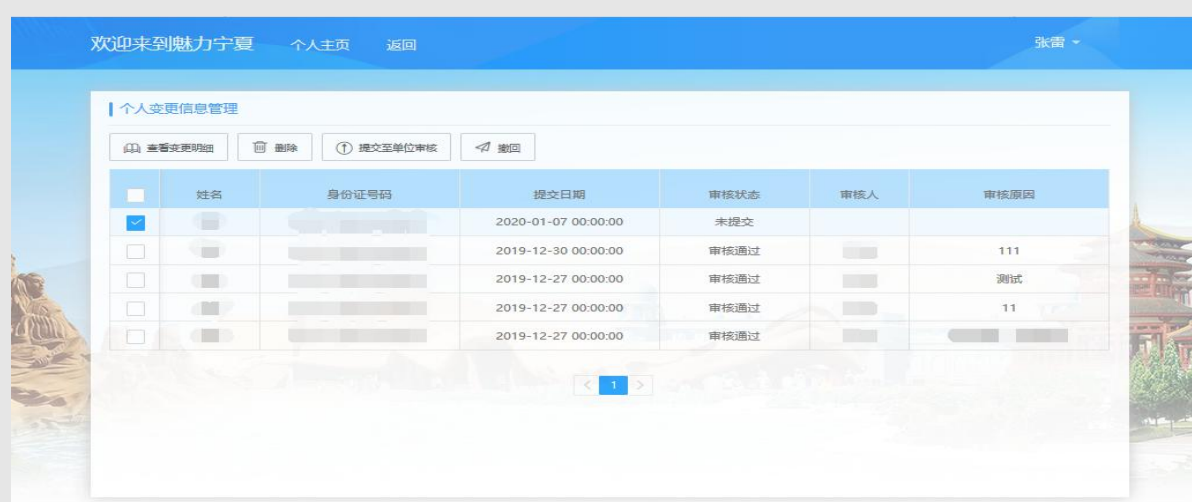 欢迎来到魅力宁夏 个人主页 返回 张雷
个人变更信息管理
查看变更明细 删除 提交至单位审核 撤回
姓名 身份证号码 提交日期 审核状态 审核人 审核原因
2020-01-07 00:00:00 未提交
2019-12-30 00:00:00 审核通过 111
2019-12-27 00:00:00 审核通过 测试
2019-12-27 00:00:00 审核通过 11
2019-12-27 00:00:00 审核通过
< 1 >